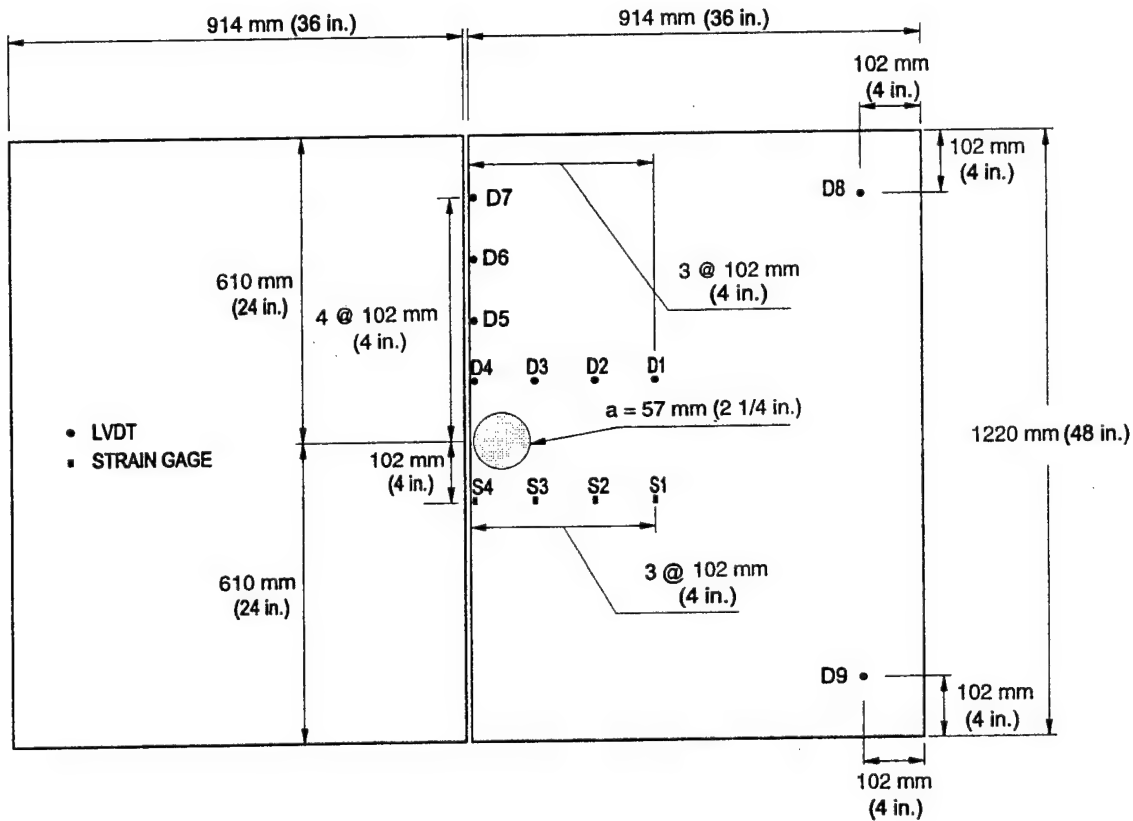 914 mm (36 in.)
914 mm (36 in.)
102 mm
(4 in.)
102 mm
(4 in.)
D7
D8
D6
3 @ 102 mm
(4 in.)
610 mm
(24 in.)
4 @ 102 mm
(4 in.)
D5
D4
D3
D2
D1
a = 57 mm (2 1/4 in.)
LVDT
STRAIN GAGE
1220 mm (48 in.)
102 mm
(4 in.)
S4
S3
S2
S1
3 @ 102 mm
(4 in.)
610 mm
(24 in.)
D9
102 mm
(4 in.)
102 mm
(4 in.)